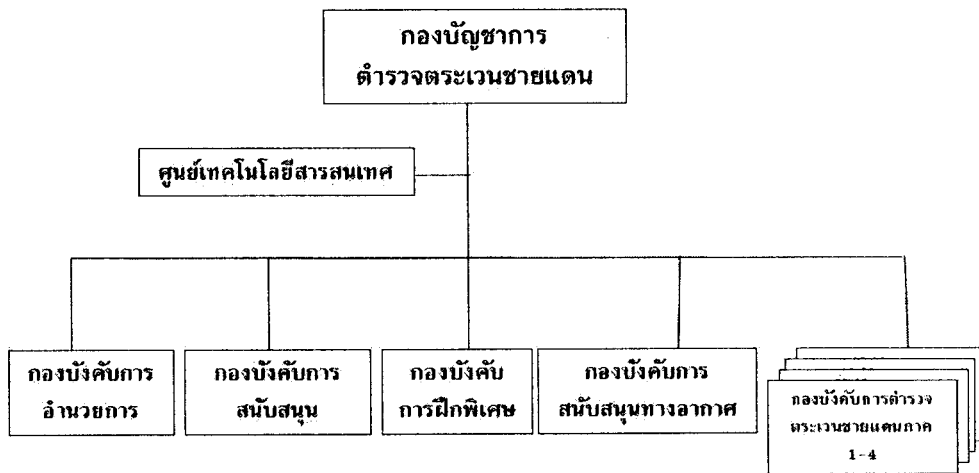 กองบัญชาการ
ตำรวจตระเวนชายแดน
ศูนย์เทคโนโลยีสารสนเทศ
กองบังคับการ
อำนวยการ
กองบังคับการ
สนับสนุน
กองบังคับ
การฝึกพิเศษ
กองบังคับการ
สนับสนุนทางอากาศ
กองบังคับการตำรวจ
ตระเวนชายแดนภาค
1-4